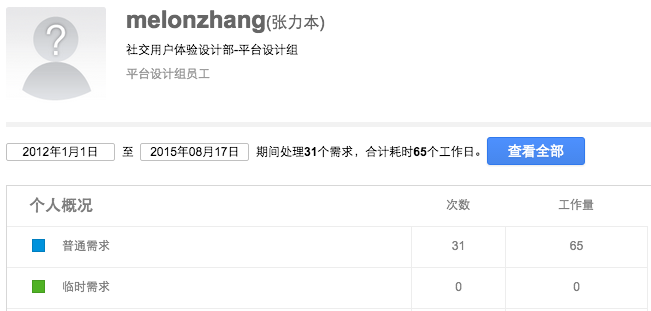 melonzhang(张力本)
社交用户体验设计部-平台设计组
平台设计组员工
2012年1月1日 至 2015年08月17日 期间处理31个需求，合计耗时65个工作日。 查看全部
个人概况 次数 工作量
普通需求 31 65
临时需求 0 0